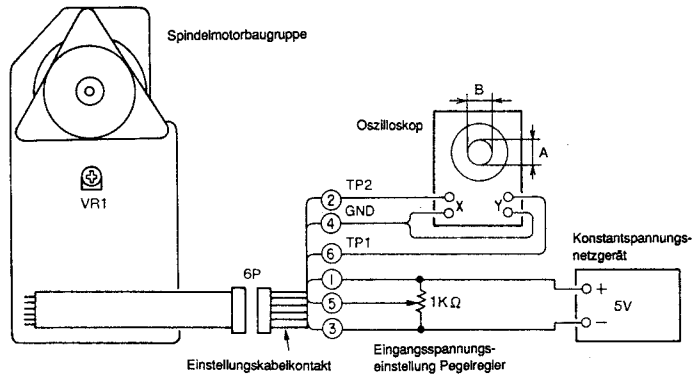 Spindelmotorbaugruppe
B
Oszilloskop
A
VR1
2 TP2
X
Y
4 GND
6 TP1
Konstantspannungs-
netzgerät
6P
1
5
1KΩ
3
+
5V
−
Einstellungskabelkontakt
Eingangsspannungs-
einstellung Pegelregler